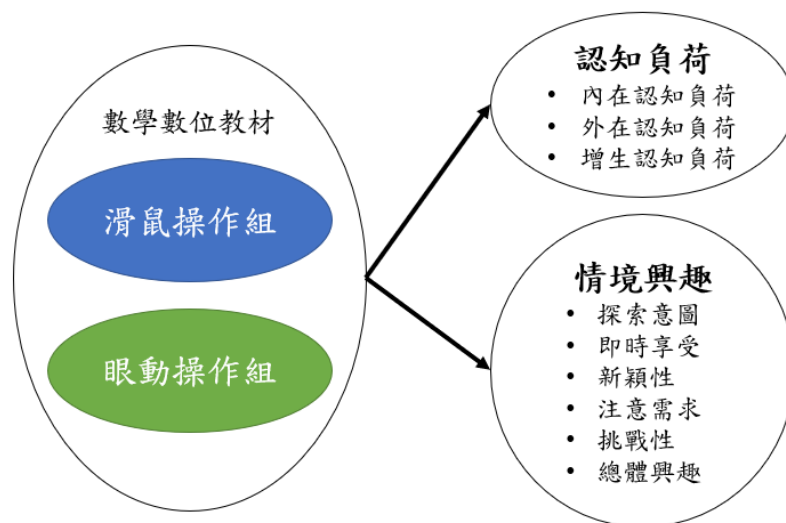 數學數位教材
滑鼠操作組
眼動操作組
認知負荷
• 內在認知負荷
• 外在認知負荷
• 增生認知負荷
情境興趣
• 探索意圖
• 即時享受
• 新穎性
• 注意需求
• 挑戰性
• 總體興趣